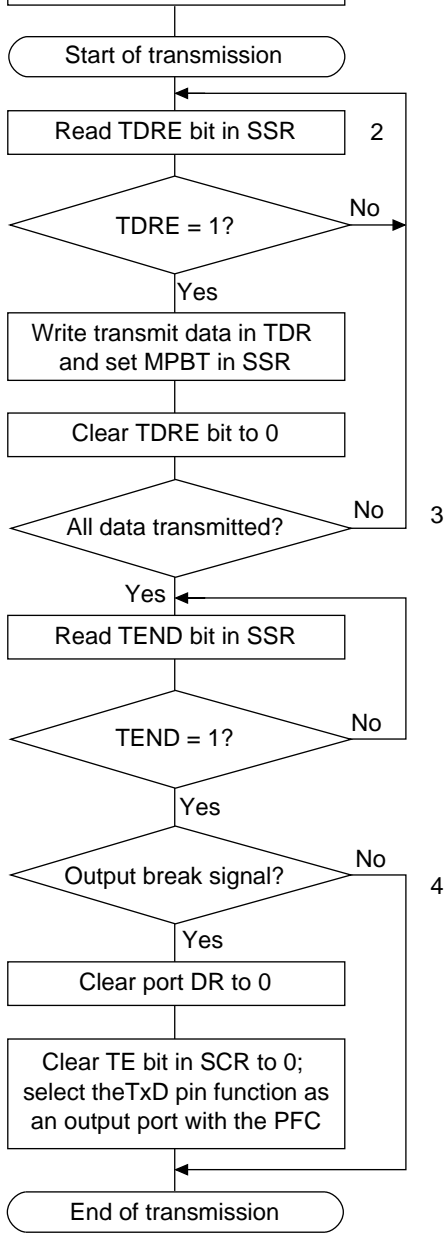 Start of transmission
Read TDRE bit in SSR
2
TDRE = 1?
No
Yes
Write transmit data in TDR
and set MPBT in SSR
Clear TDRE bit to 0
All data transmitted?
No
3
Yes
Read TEND bit in SSR
TEND = 1?
No
Yes
Output break signal?
No
4
Yes
Clear port DR to 0
Clear TE bit in SCR to 0;
select theTxD pin function as
an output port with the PFC
End of transmission